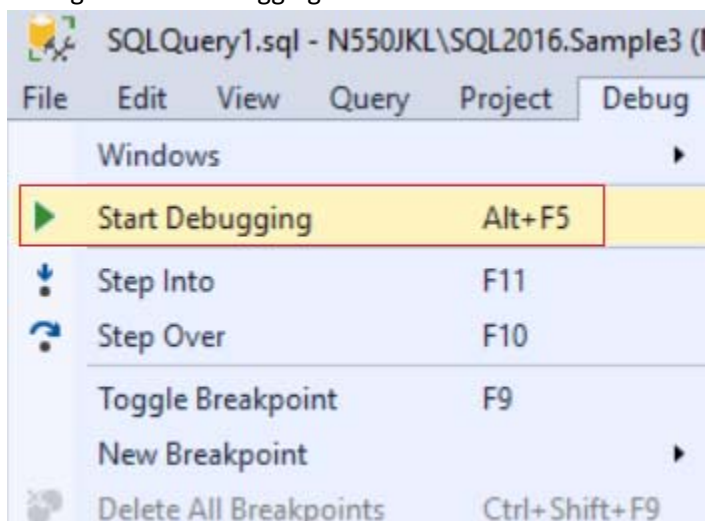 SQLQuery1.sql - N550JKL\SQL2016.Sample3 (
File Edit View Query Project Debug
Windows
Start Debugging Alt+F5
Step Into F11
Step Over F10
Toggle Breakpoint F9
New Breakpoint
Delete All Breakpoints Ctrl+Shift+F9